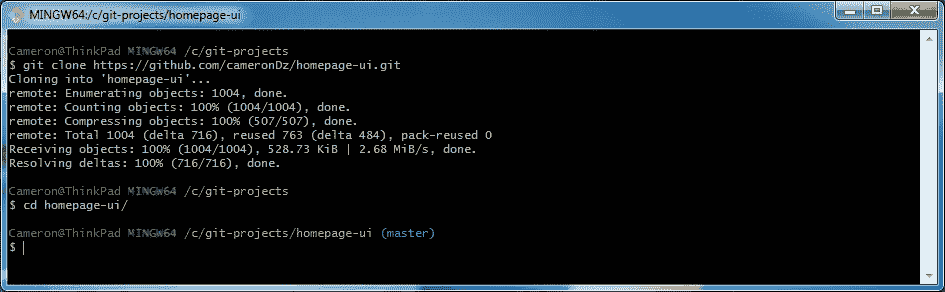 MINGW64:/c/git-projects/homepage-ui
Cameron@ThinkPad MINGW64 /c/git-projects
$ git clone https://github.com/cameronDz/homepage-ui.git
Cloning into 'homepage-ui'...
remote: Enumerating objects: 1004, done.
remote: Counting objects: 100% (1004/1004), done.
remote: Compressing objects: 100% (507/507), done.
remote: Total 1004 (delta 716), reused 763 (delta 484), pack-reused 0
Receiving objects: 100% (1004/1004), 528.73 KiB | 2.68 MiB/s, done.
Resolving deltas: 100% (716/716), done.
Cameron@ThinkPad MINGW64 /c/git-projects
$ cd homepage-ui/
Cameron@ThinkPad MINGW64 /c/git-projects/homepage-ui (master)
$